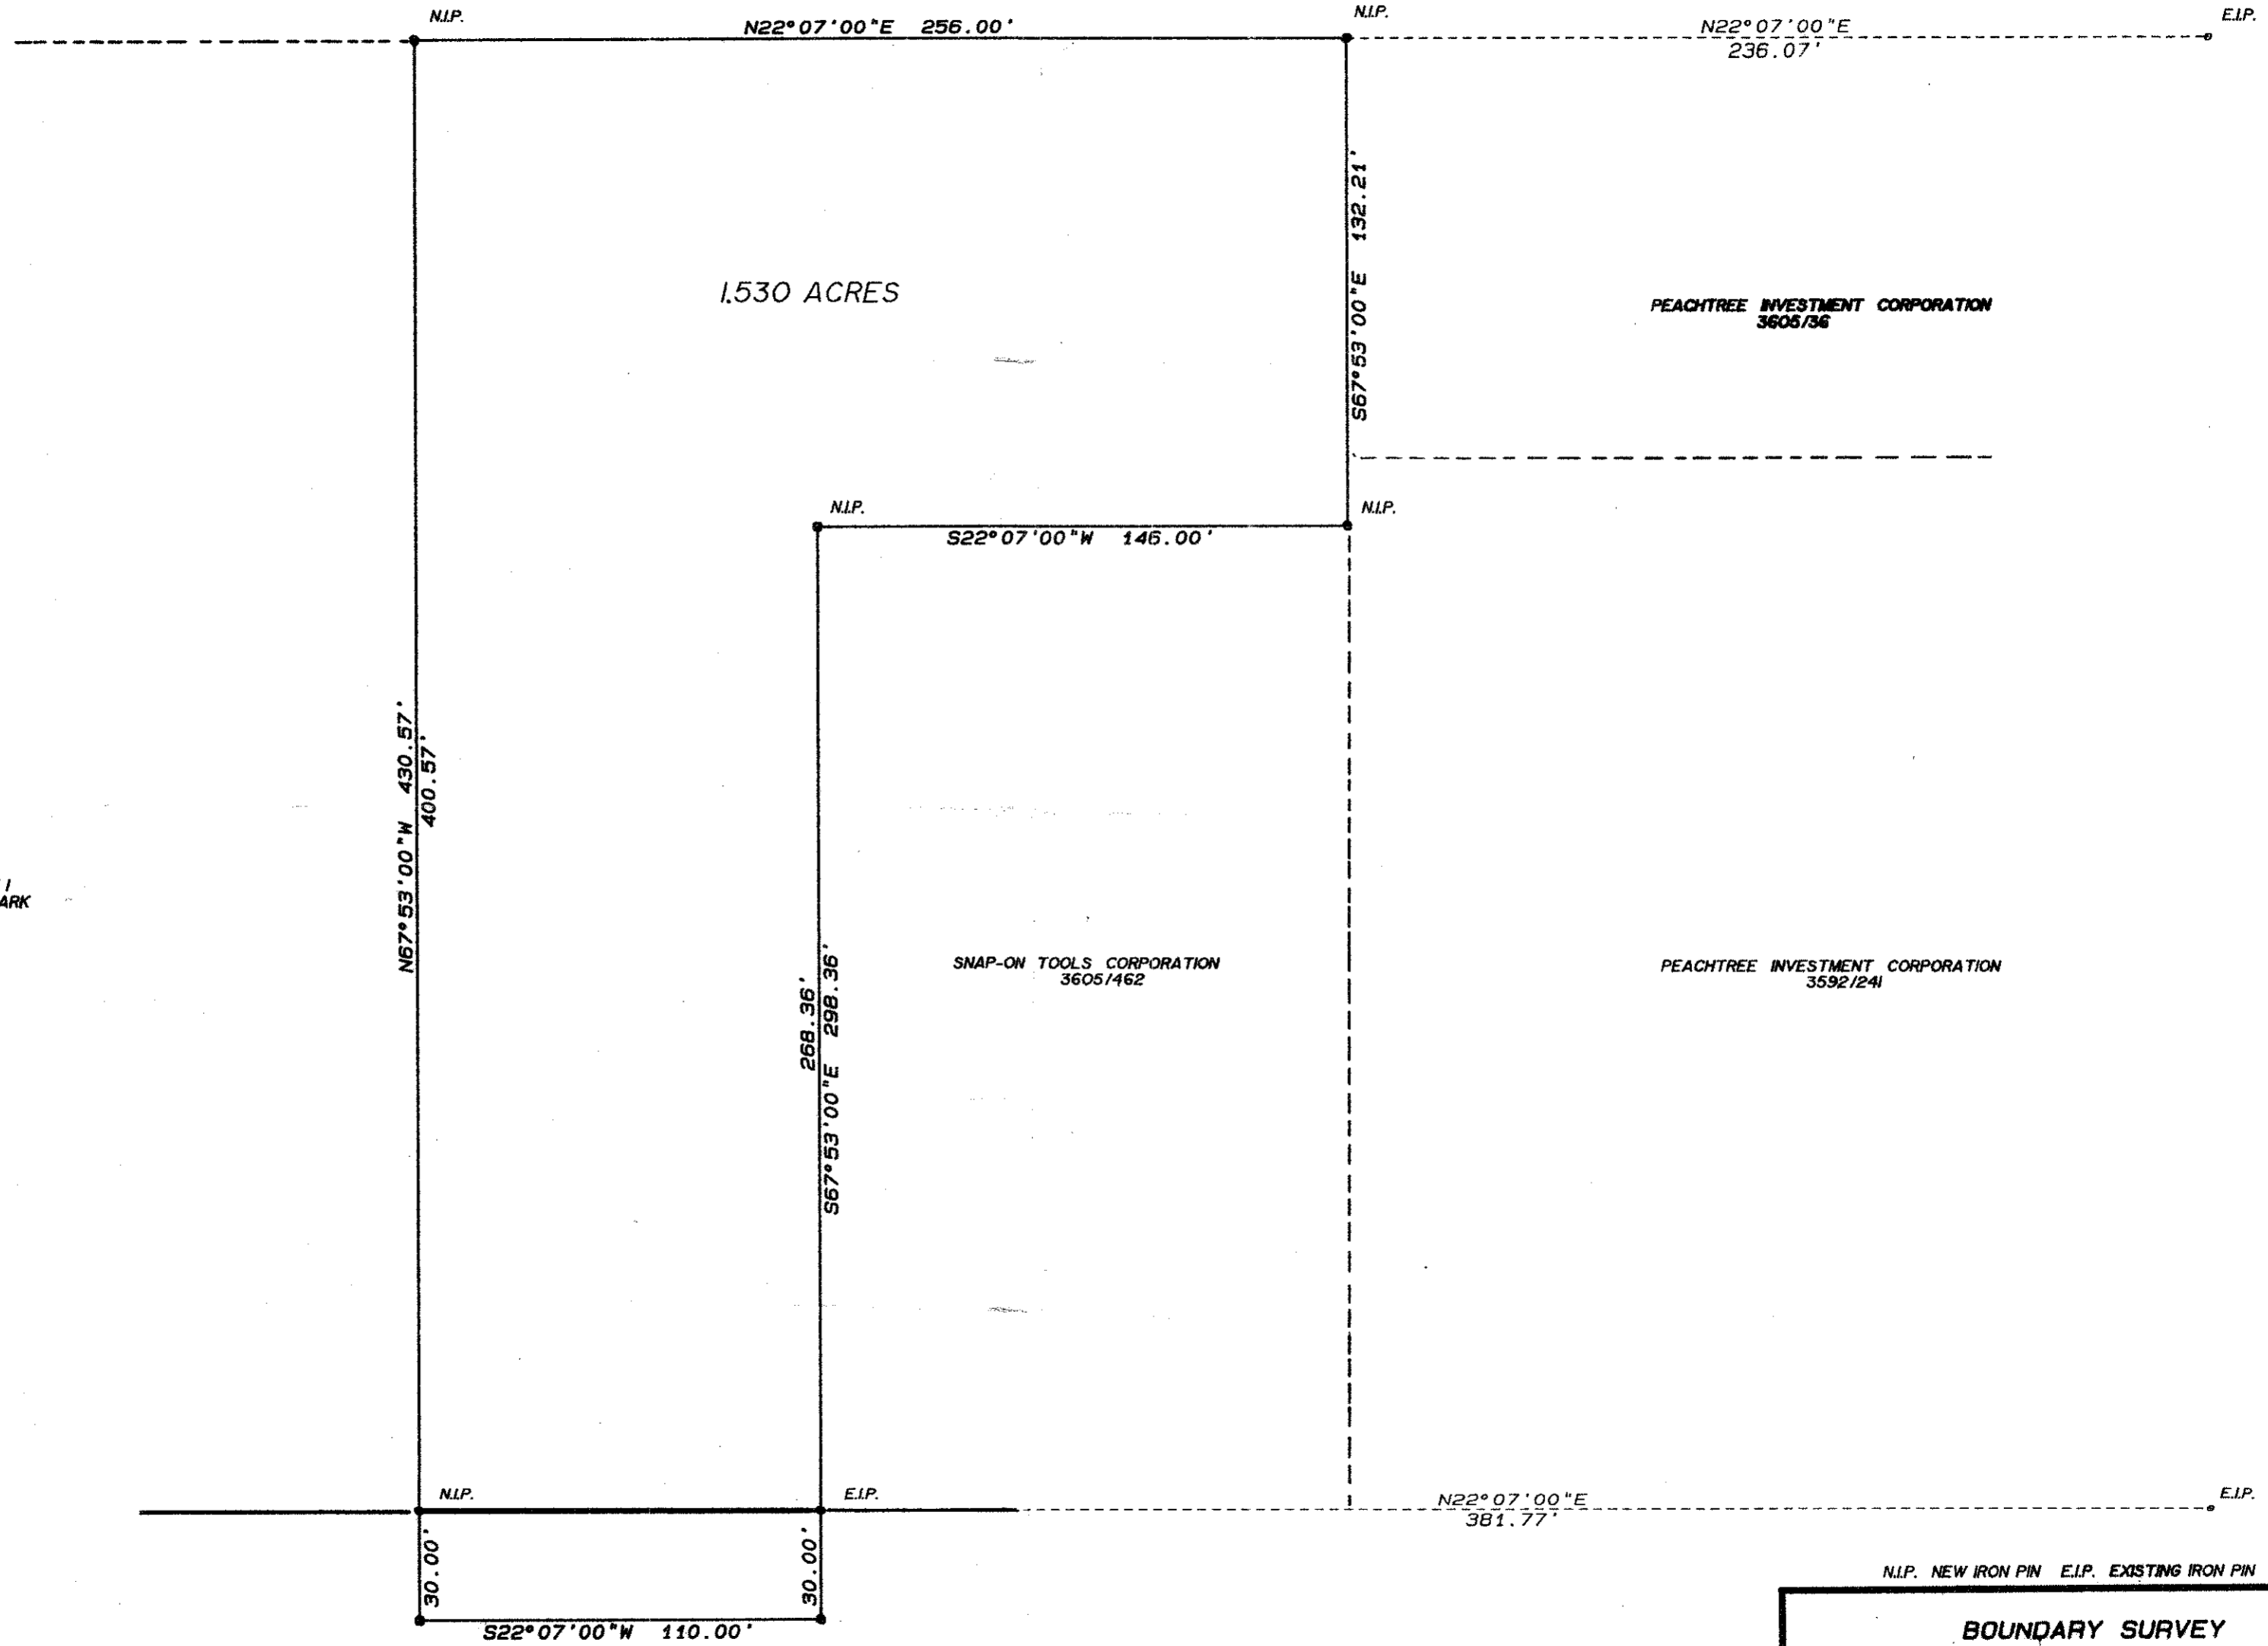 N.I.P.
N22°07'00"E 256.00'
N.I.P.
N22°07'00"E
236.07'
E.I.P.
S67°53'00"E 132.21'
1.530 ACRES
PEACHTREE INVESTMENT CORPORATION
3605/36
N.I.P.
N.I.P.
S22°07'00"W 146.00'
N67°53'00"W 430.57'
400.57'
1
ARK
268.36'
S67°53'00"E 298.36'
SNAP-ON TOOLS CORPORATION
3605/462
PEACHTREE INVESTMENT CORPORATION
3592/241
N.I.P.
E.I.P.
N22°07'00"E
381.77'
E.I.P.
30.00'
30.00'
S22°07'00"W 110.00'
N.I.P. NEW IRON PIN E.I.P. EXISTING IRON PIN
BOUNDARY SURVEY